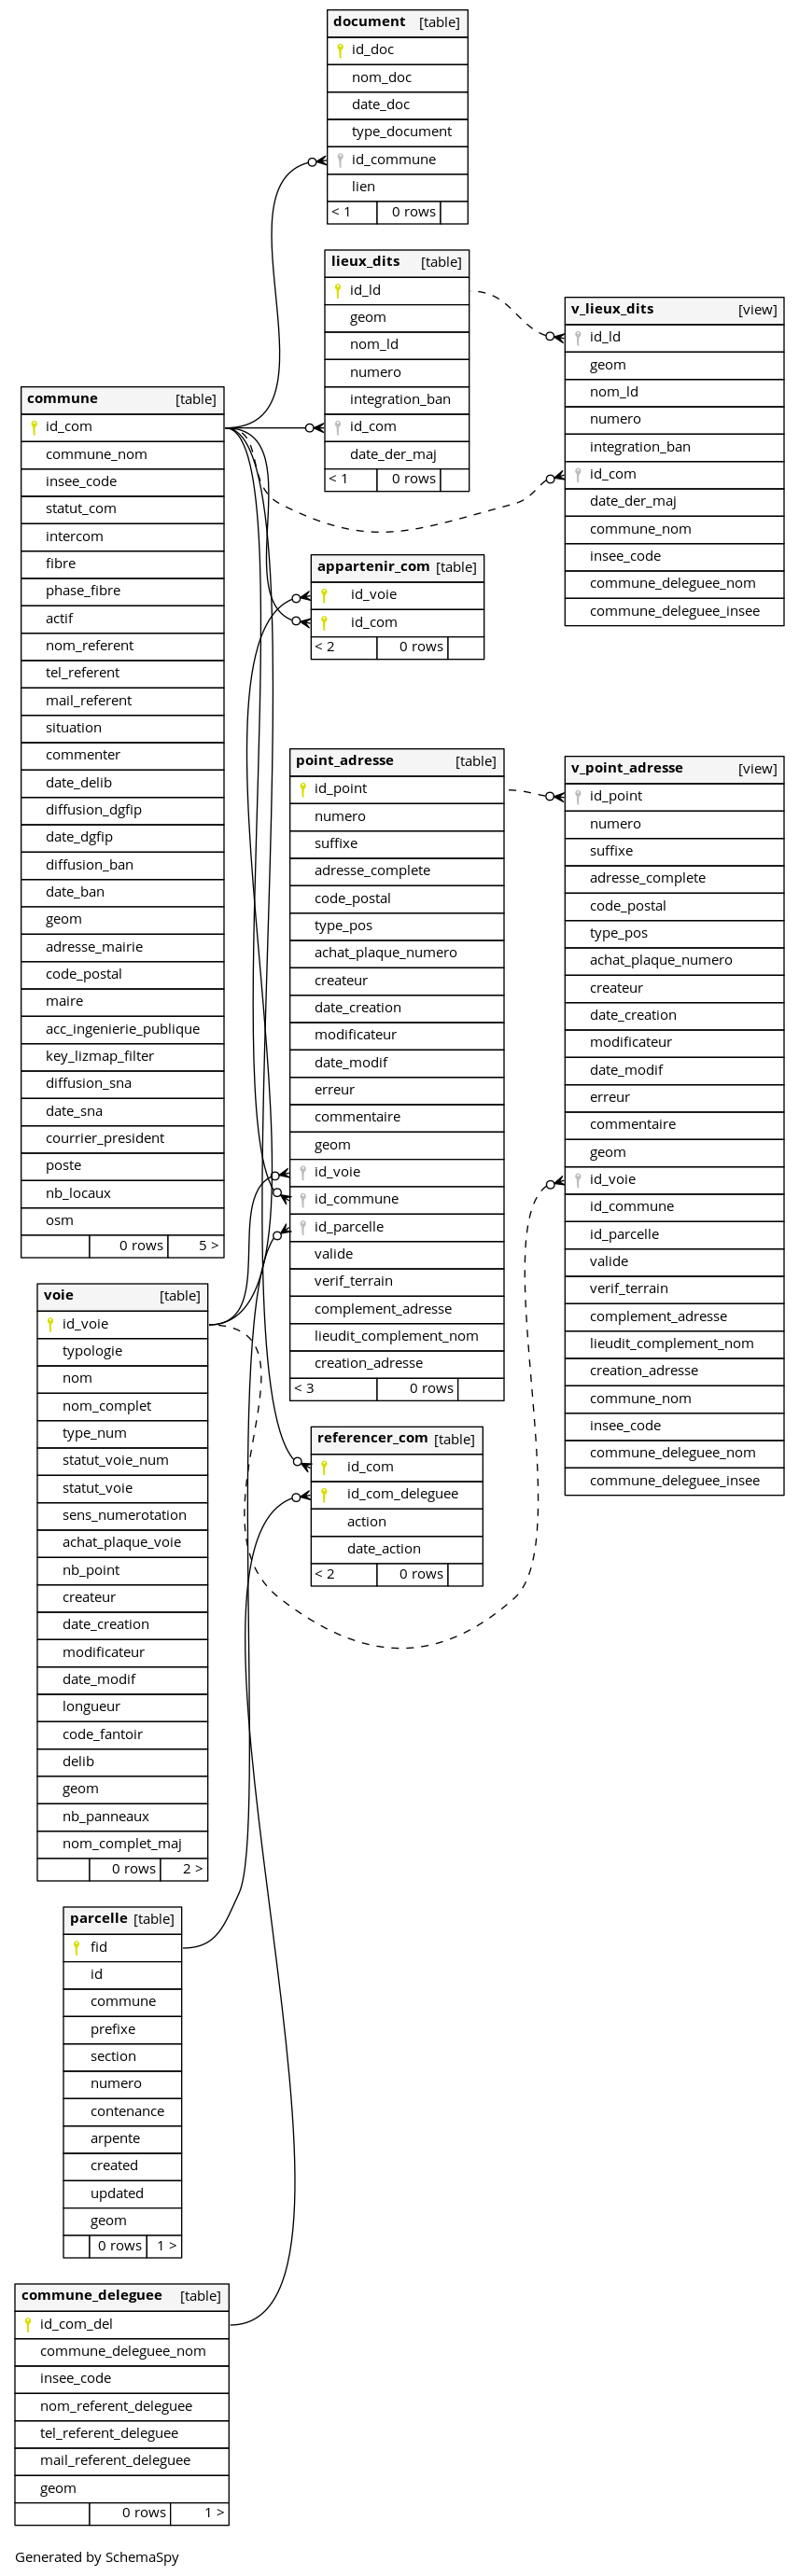 document [table]
id_doc
nom_doc
date_doc
type_document
id_commune
lien
< 1 0 rows
lieux_dits [table]
id_ld
geom
nom_ld
numero
integration_ban
id_com
date_der_maj
< 1 0 rows
v_lieux_dits [view]
id_ld
geom
nom_ld
numero
integration_ban
id_com
date_der_maj
commune_nom
insee_code
commune_deleguee_nom
commune_deleguee_insee
commune [table]
id_com
commune_nom
insee_code
statut_com
intercom
fibre
phase_fibre
actif
nom_referent
tel_referent
mail_referent
situation
commenter
date_delib
diffusion_dgfip
date_dgfip
diffusion_ban
date_ban
geom
adresse_mairie
code_postal
maire
acc_ingenierie_publique
key_lizmap_filter
diffusion_sna
date_sna
courrier_president
poste
nb_locaux
osm
0 rows 5 >
appartenir_com [table]
id_voie
id_com
< 2 0 rows
point_adresse [table]
id_point
numero
suffixe
adresse_complete
code_postal
type_pos
achat_plaque_numero
createur
date_creation
modificateur
date_modif
erreur
commentaire
geom
id_voie
id_commune
id_parcelle
valide
verif_terrain
complement_adresse
lieudit_complement_nom
creation_adresse
< 3 0 rows
v_point_adresse [view]
id_point
numero
suffixe
adresse_complete
code_postal
type_pos
achat_plaque_numero
createur
date_creation
modificateur
date_modif
erreur
commentaire
geom
id_voie
id_commune
id_parcelle
valide
verif_terrain
complement_adresse
lieudit_complement_nom
creation_adresse
commune_nom
insee_code
commune_deleguee_nom
commune_deleguee_insee
voie [table]
id_voie
typologie
nom
nom_complet
type_num
statut_voie_num
statut_voie
sens_numerotation
achat_plaque_voie
nb_point
createur
date_creation
modificateur
date_modif
longueur
code_fantoir
delib
geom
nb_panneaux
nom_complet_maj
0 rows 2 >
referencer_com [table]
id_com
id_com_deleguee
action
date_action
< 2 0 rows
parcelle [table]
fid
id
commune
prefixe
section
numero
contenance
arpente
created
updated
geom
0 rows 1 >
commune_deleguee [table]
id_com_del
commune_deleguee_nom
insee_code
nom_referent_deleguee
tel_referent_deleguee
mail_referent_deleguee
geom
0 rows 1 >
Generated by SchemaSpy